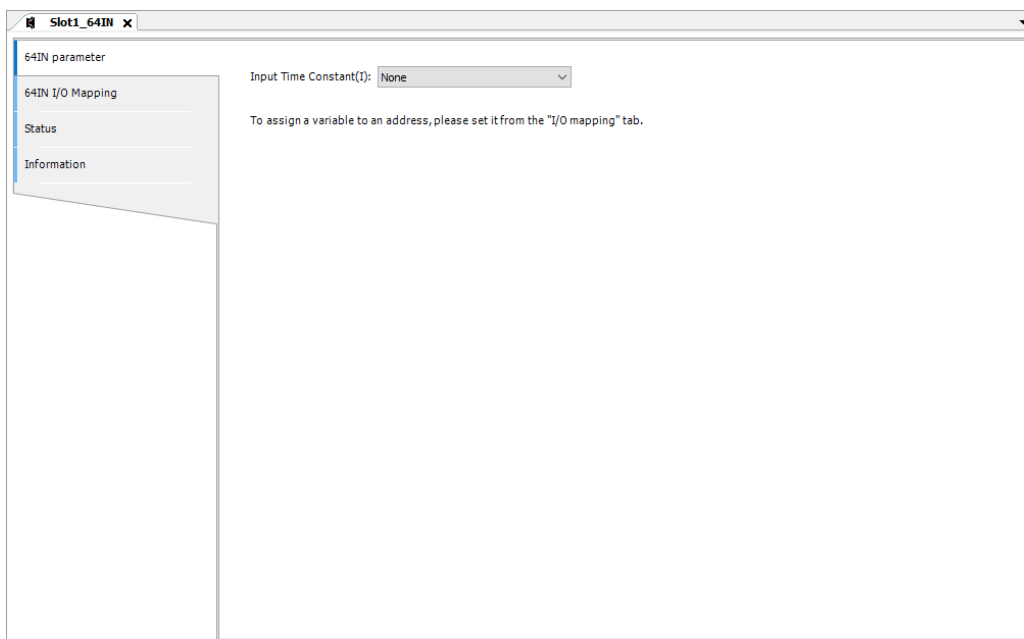 Slot1_64IN
64IN parameter
64IN I/O Mapping
Status
Information
Input Time Constant(I): None
To assign a variable to an address, please set it from the "I/O mapping" tab.